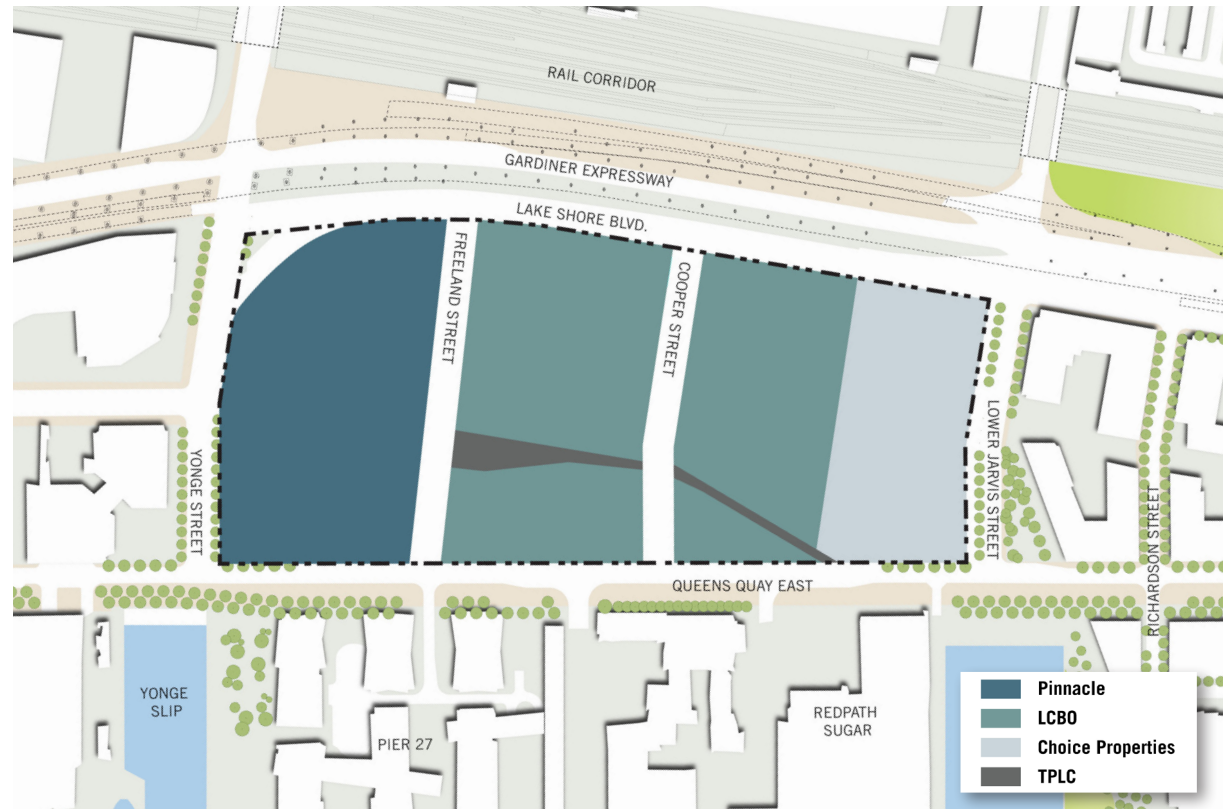 RAIL CORRIDOR
GARDINER EXPRESSWAY
LAKE SHORE BLVD.
FREELAND STREET
COOPER STREET
YONGE STREET
LOWER JARVIS STREET
RICHARDSON STREET
QUEENS QUAY EAST
YONGE
SLIP
PIER 27
REDPATH
SUGAR
Pinnacle
LCBO
Choice Properties
TPLC